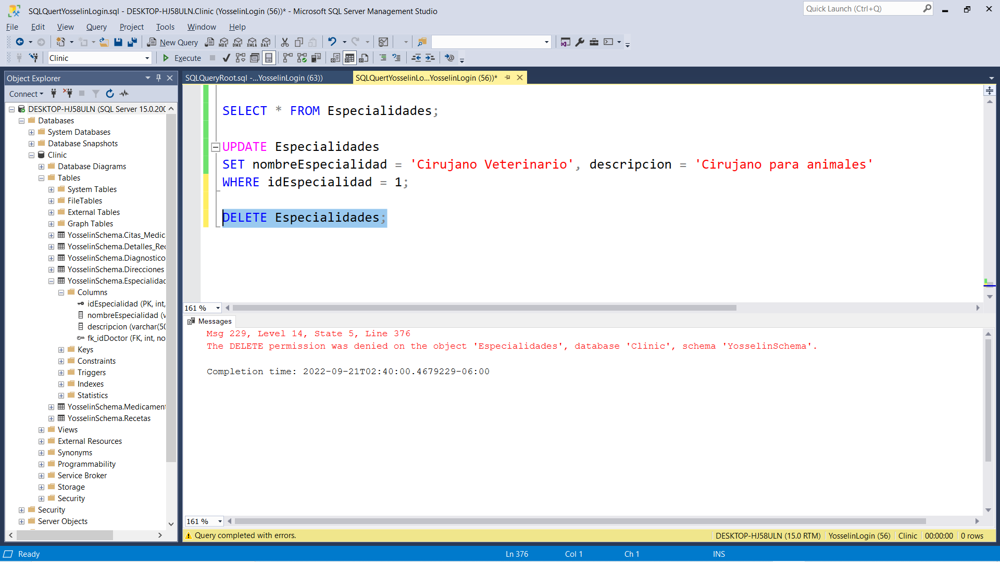 SQLQuertYosselinLogin.sql - DESKTOP-HJ58ULN.Clinic (YosselinLogin (56))* - Microsoft SQL Server Management Studio
Quick Launch (Ctrl+Q)
File Edit View Query Project Tools Window Help
New Query MDX DMX XMLA DAX
Clinic Execute
Object Explorer
SQLQueryRoot.sql -...YosselinLogin (63))
SQLQuertYosselinLo...YosselinLogin (56))*
Connect
DESKTOP-HJ58ULN (SQL Server 15.0.200
Databases
System Databases
Database Snapshots
Clinic
Database Diagrams
Tables
System Tables
FileTables
External Tables
Graph Tables
YosselinSchema.Citas_Medic
YosselinSchema.Detalles_Rec
YosselinSchema.Diagnostico
YosselinSchema.Direcciones
YosselinSchema.Especialidad
Columns
idEspecialidad (PK, int,
nombreEspecialidad (v
descripcion (varchar(50
fk_idDoctor (FK, int, no
Keys
Constraints
Triggers
Indexes
Statistics
YosselinSchema.Medicament
YosselinSchema.Recetas
Views
External Resources
Synonyms
Programmability
Service Broker
Storage
Security
Security
Server Objects
SELECT * FROM Especialidades;
UPDATE Especialidades
SET nombreEspecialidad = 'Cirujano Veterinario', descripcion = 'Cirujano para animales'
WHERE idEspecialidad = 1;
DELETE Especialidades;
161 %
Messages
Msg 229, Level 14, State 5, Line 376
The DELETE permission was denied on the object 'Especialidades', database 'Clinic', schema 'YosselinSchema'.
Completion time: 2022-09-21T02:40:00.4679229-06:00
161 %
Query completed with errors.
DESKTOP-HJ58ULN (15.0 RTM) YosselinLogin (56) Clinic 00:00:00 0 rows
Ready Ln 376 Col 1 Ch 1 INS